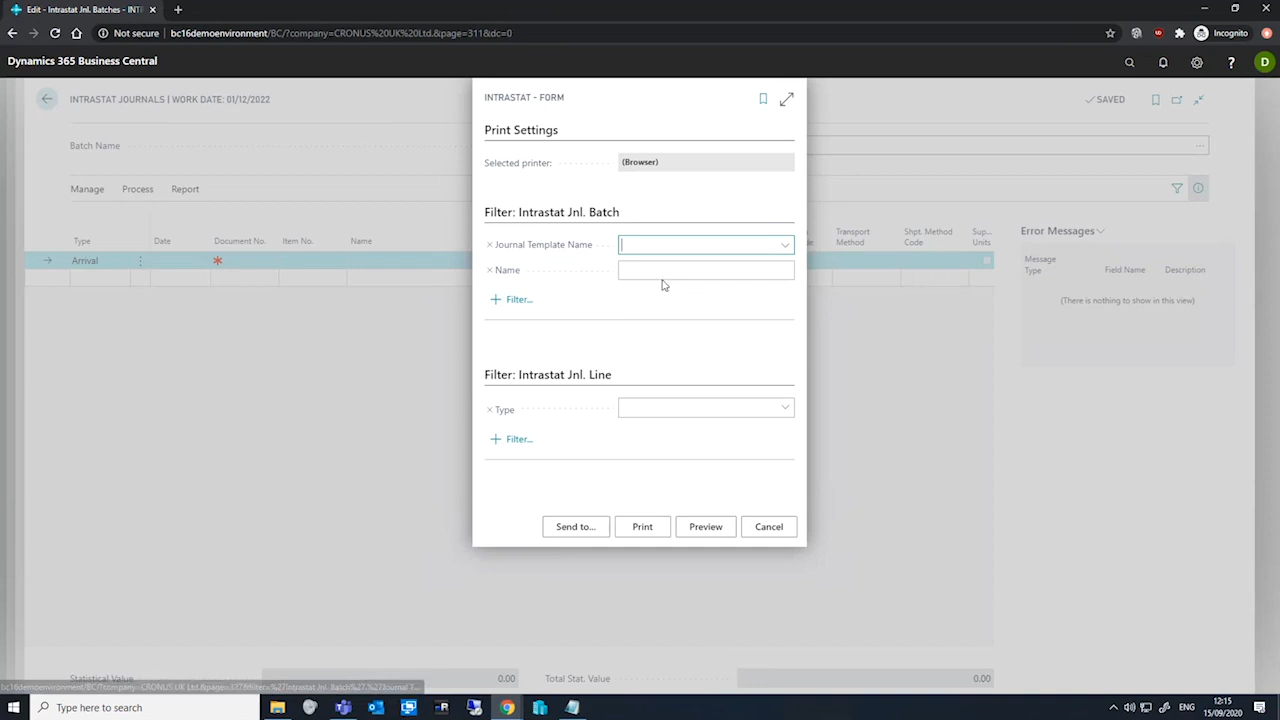 Edit - Intrastat Jnl. Batches - INT
Incognito
Not secure
bc16demoenvironment/BC/?company=CRONUS%20UK%20Ltd.&page=311&dc=0
Dynamics 365 Business Central
D
INTRASTAT JOURNALS | WORK DATE: 01/12/2022
SAVED
Batch Name
Manage
Process
Report
Type
Date
Document No.
Item No.
Name
Transport
Method
Shpt. Method
Code
Sup...
Units
Arrival
Error Messages
Message
Type
Field Name
Description
(There is nothing to show in this view)
INTRASTAT - FORM
Print Settings
Selected printer:
(Browser)
Filter: Intrastat Jnl. Batch
Journal Template Name
Name
Filter...
Filter: Intrastat Jnl. Line
Type
Filter...
Send to...
Print
Preview
Cancel
Statistical Value
0.00
Total Stat. Value
0.00
Type here to search
ENG
12:15
15/09/2020